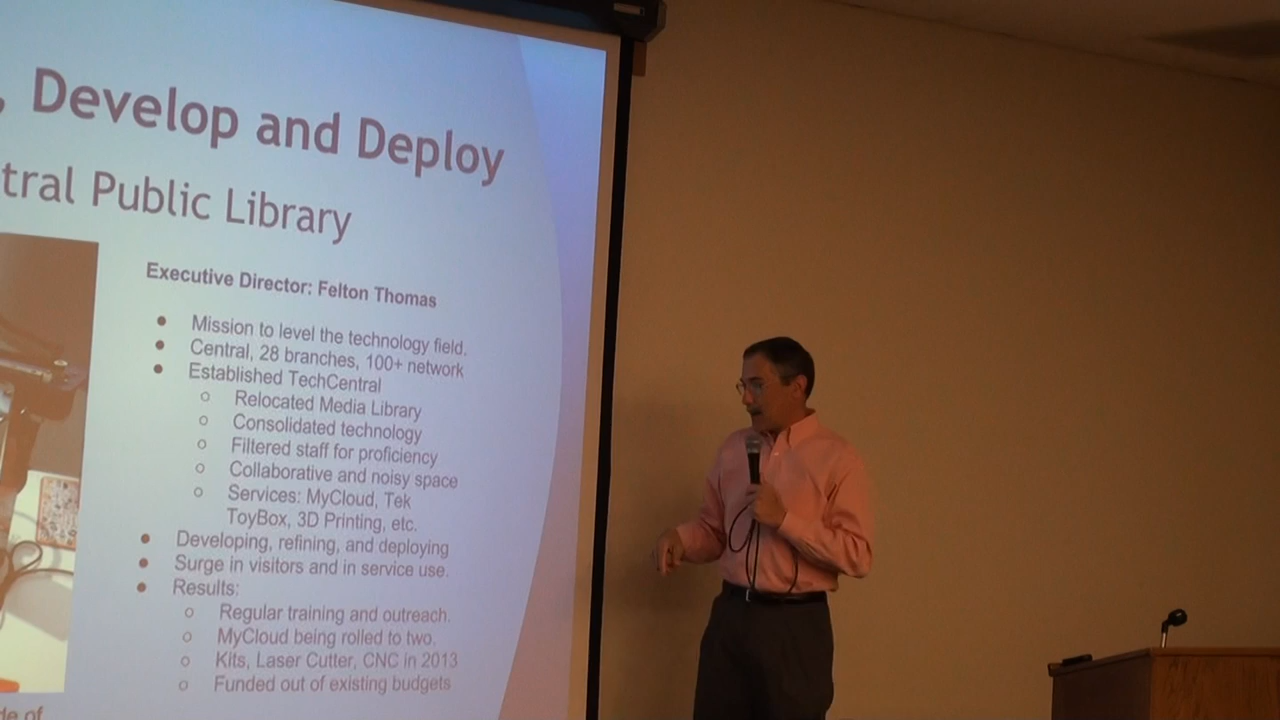 , Develop and Deploy
tral Public Library
Executive Director: Felton Thomas
● Mission to level the technology field.
● Central, 28 branches, 100+ network
● Established TechCentral
○ Relocated Media Library
○ Consolidated technology
○ Filtered staff for proficiency
○ Collaborative and noisy space
○ Services: MyCloud, Tek
ToyBox, 3D Printing, etc.
● Developing, refining, and deploying
● Surge in visitors and in service use.
● Results:
○ Regular training and outreach.
○ MyCloud being rolled to two.
○ Kits, Laser Cutter, CNC in 2013
○ Funded out of existing budgets
de of